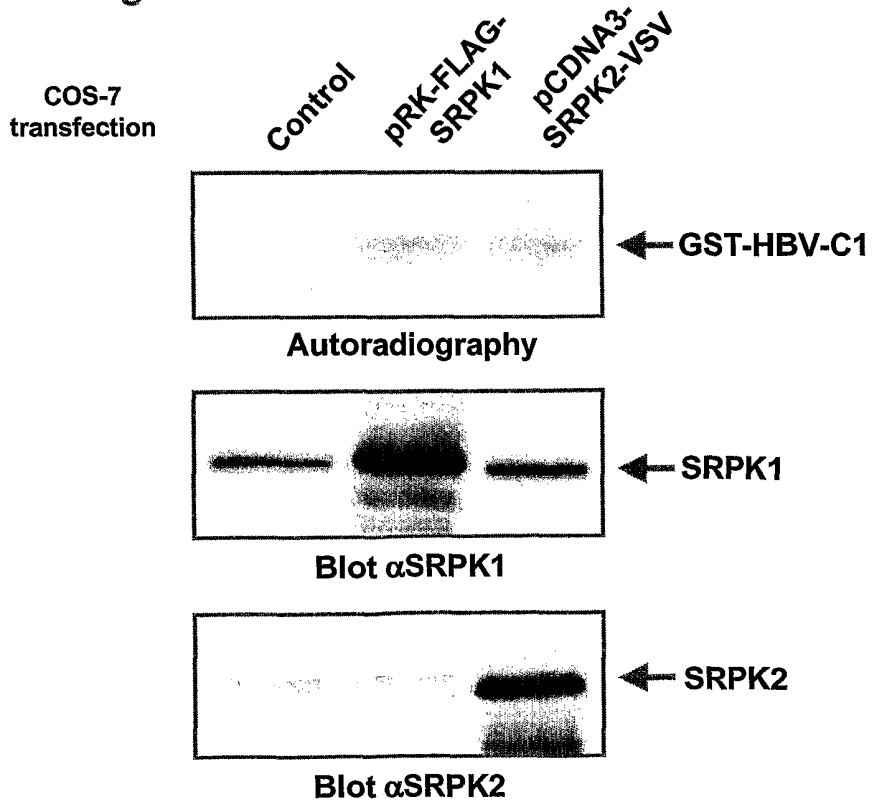 COS-7
transfection
Control
pRK-FLAG-
SRPK1
pCDNA3-
SRPK2-VSV
GST-HBV-C1
Autoradiography
SRPK1
Blot αSRPK1
SRPK2
Blot αSRPK2